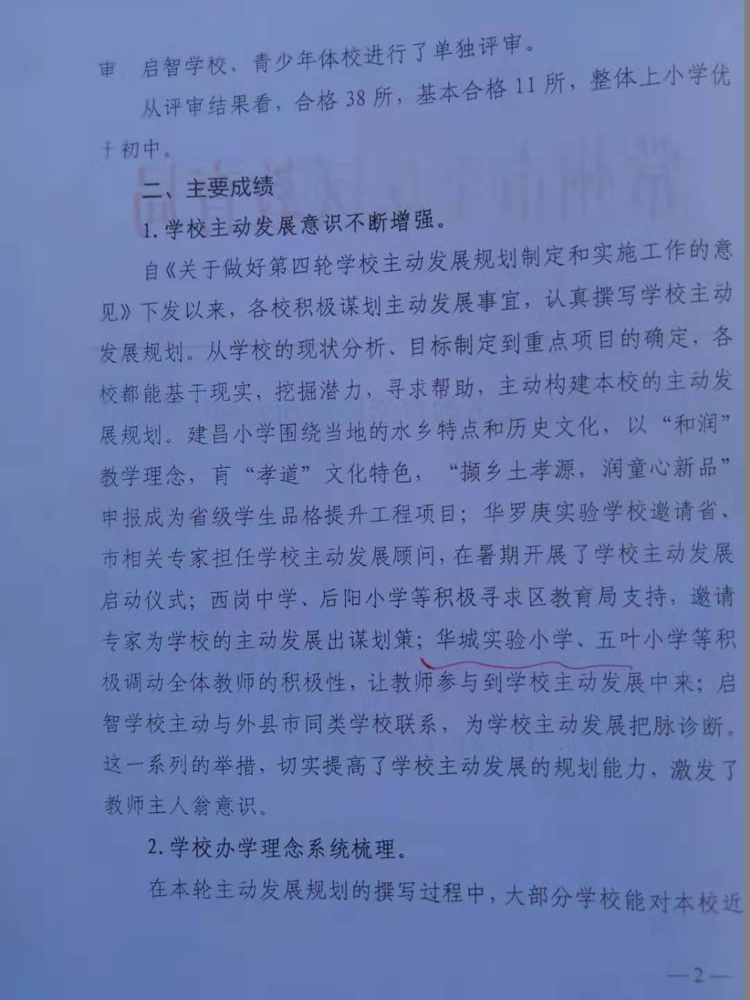 审 启智学校、青少年体校进行了单独评审。
从评审结果看，合格 38 所，基本合格 11 所，整体上小学优
于初中。
二、主要成绩
1.学校主动发展意识不断增强。
自《关于做好第四轮学校主动发展规划制定和实施工作的意
见》下发以来，各校积极谋划主动发展事宜，认真撰写学校主动
发展规划。从学校的现状分析、目标制定到重点项目的确定，各
校都能基于现实，挖掘潜力，寻求帮助，主动构建本校的主动发
展规划。建昌小学围绕当地的水乡特点和历史文化，以“和润”
教学理念，育“孝道”文化特色，“撷乡土孝源，润童心新品”
申报成为省级学生品格提升工程项目；华罗庚实验学校邀请省、
市相关专家担任学校主动发展顾问，在暑期开展了学校主动发展
启动仪式；西岗中学、后阳小学等积极寻求区教育局支持，邀请
专家为学校的主动发展出谋划策；华城实验小学、五叶小学等积
极调动全体教师的积极性，让教师参与到学校主动发展中来；启
智学校主动与外县市同类学校联系，为学校主动发展把脉诊断。
这一系列的举措，切实提高了学校主动发展的规划能力，激发了
教师主人翁意识。
2.学校办学理念系统梳理。
在本轮主动发展规划的撰写过程中，大部分学校能对本校近
— 2 —